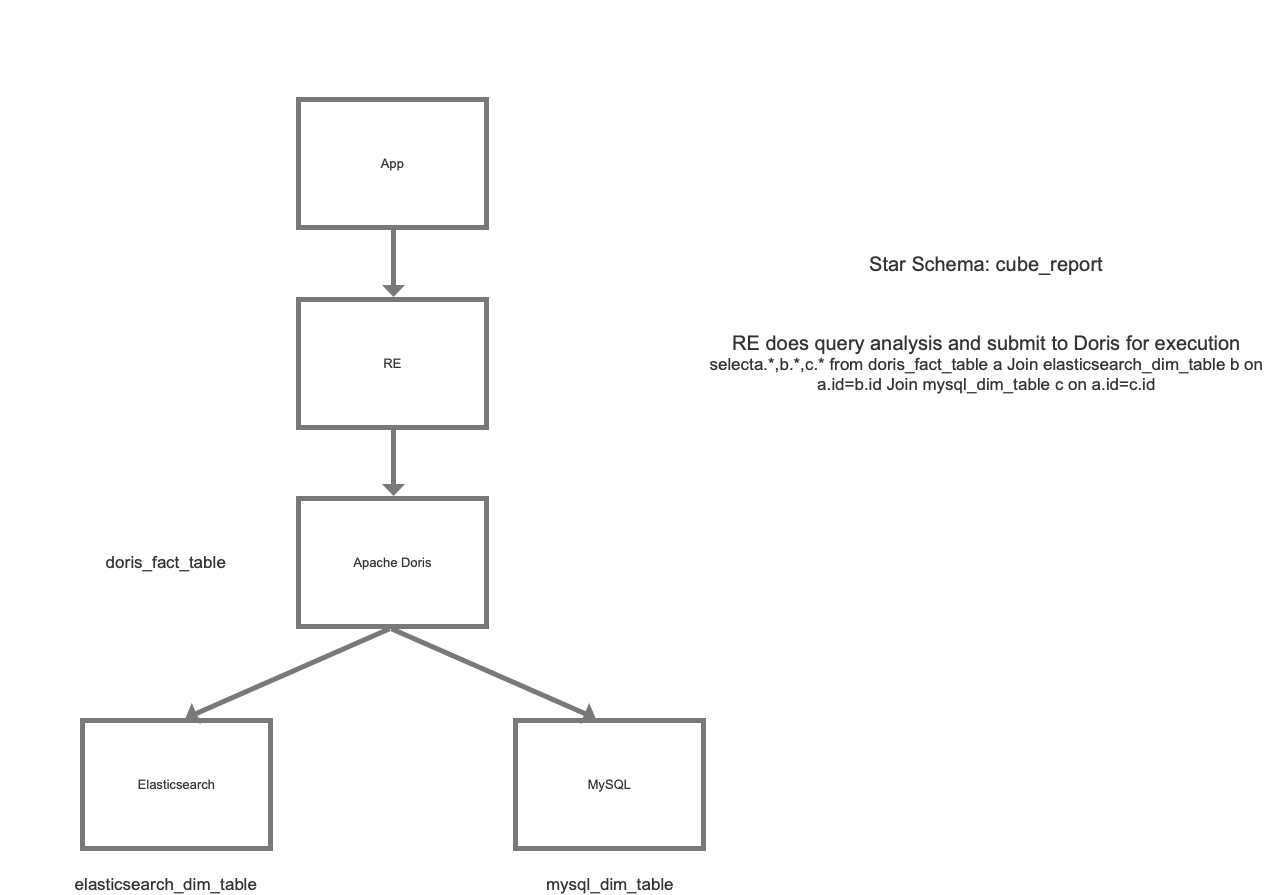 App
Star Schema: cube_report
RE does query analysis and submit to Doris for execution
selecta.*,b.*,c.* from doris_fact_table a Join elasticsearch_dim_table b on
a.id=b.id Join mysql_dim_table c on a.id=c.id
RE
doris_fact_table
Apache Doris
Elasticsearch
MySQL
elasticsearch_dim_table
mysql_dim_table